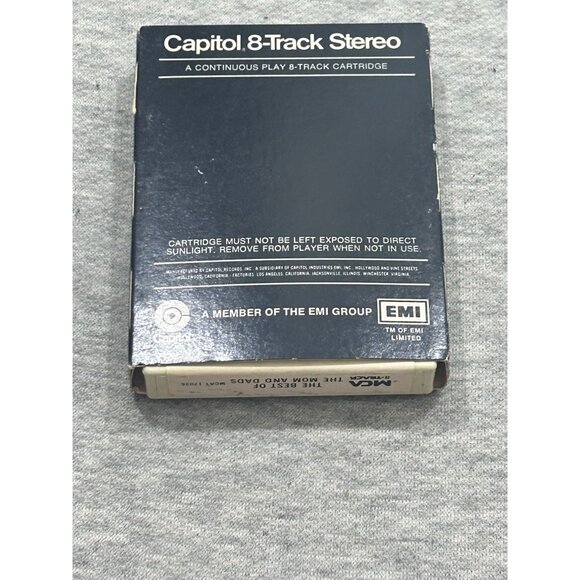 Capitol 8-Track Stereo
A CONTINUOUS PLAY 8-TRACK CARTRIDGE
CARTRIDGE MUST NOT BE LEFT EXPOSED TO DIRECT
SUNLIGHT. REMOVE FROM PLAYER WHEN NOT IN USE.
MANUFACTURED BY CAPITOL RECORDS, INC. A SUBSIDIARY OF CAPITOL INDUSTRIES-EMI, INC. HOLLYWOOD AND VINE STREETS
HOLLYWOOD, CALIFORNIA. FACTORIES: LOS ANGELES, CALIFORNIA, JACKSONVILLE, ILLINOIS, WINCHESTER, VIRGINIA.
A MEMBER OF THE EMI GROUP
EMI
TM OF EMI
LIMITED
MCA
8-TRACK
THE BEST OF
THE MOM AND DADS